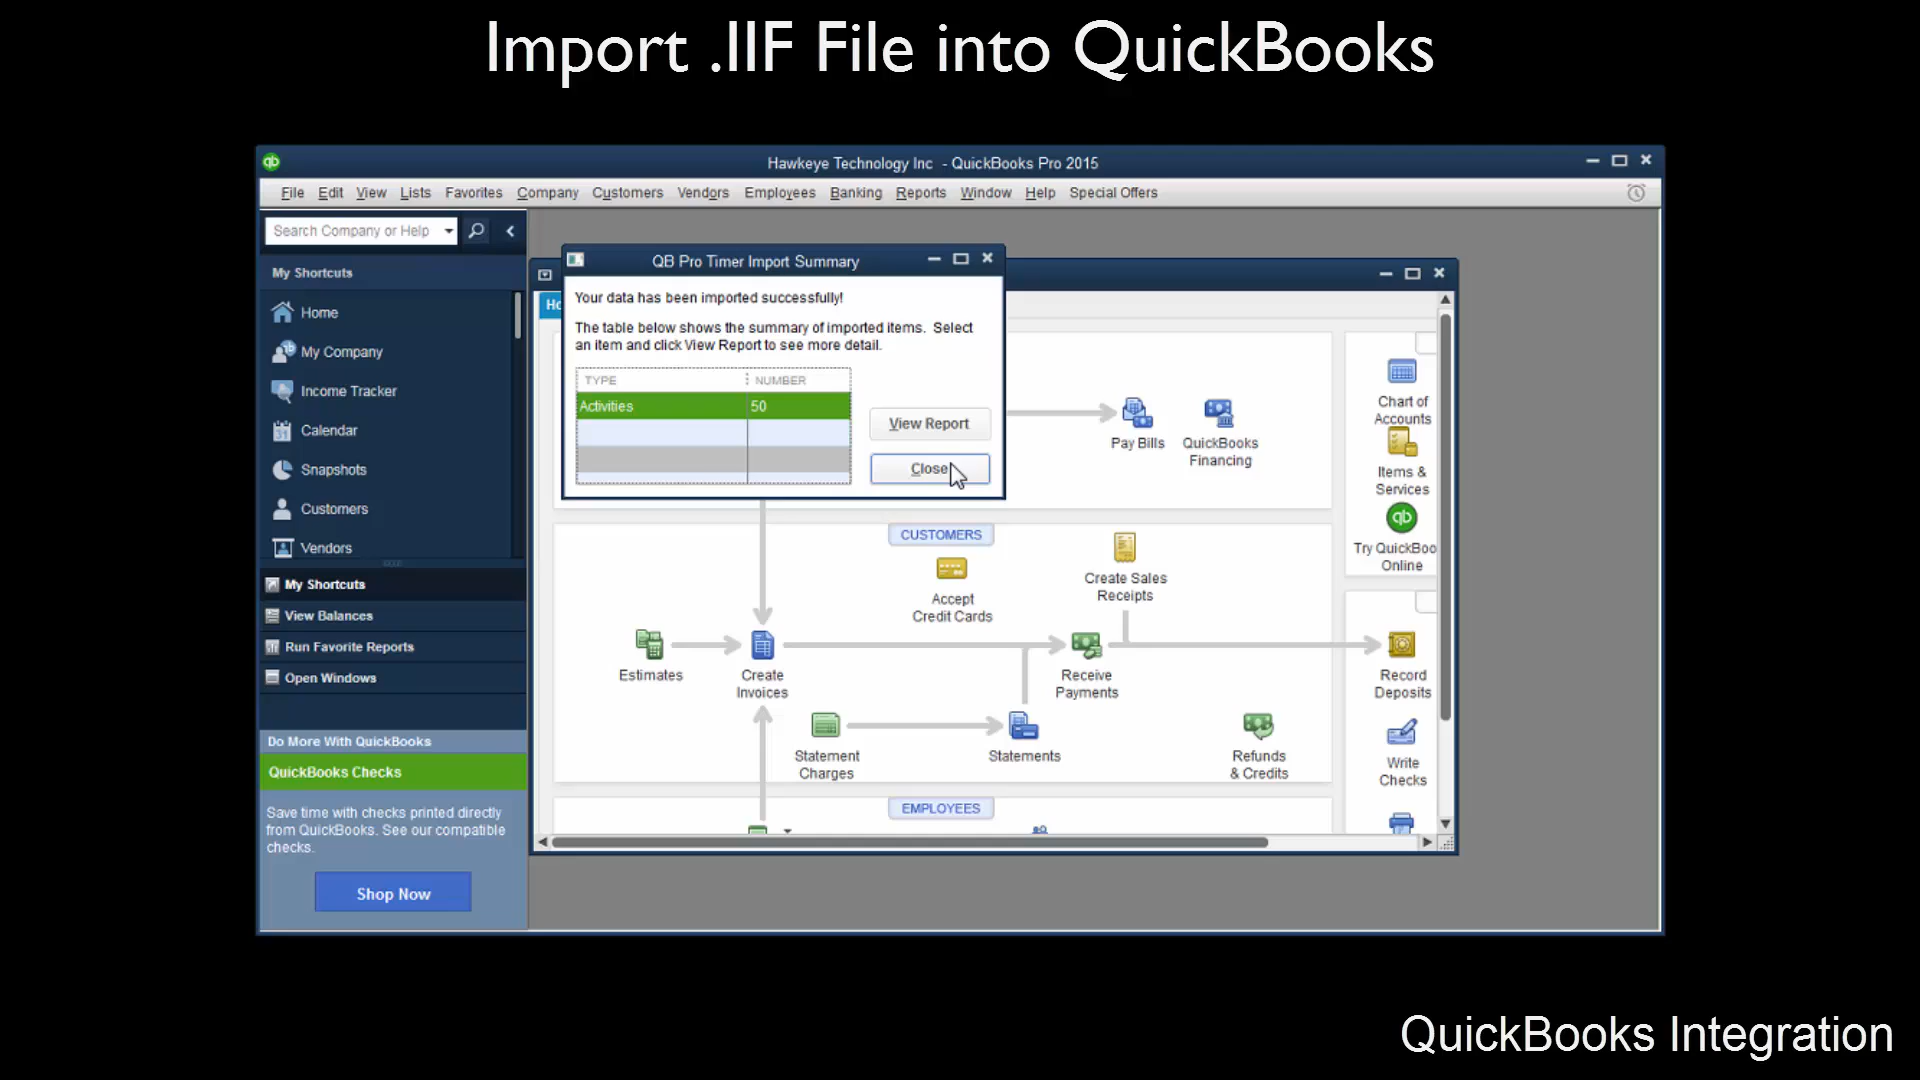 Import .IIF File into QuickBooks
qb
Hawkeye Technology Inc - QuickBooks Pro 2015
File Edit View Lists Favorites Company Customers Vendors Employees Banking Reports Window Help Special Offers
Search Company or Help
My Shortcuts
Home
My Company
Income Tracker
31 Calendar
Snapshots
Customers
Vendors
My Shortcuts
View Balances
Run Favorite Reports
Open Windows
Do More With QuickBooks
QuickBooks Checks
Save time with checks printed directly
from QuickBooks. See our compatible
checks.
Shop Now
QB Pro Timer Import Summary
Your data has been imported successfully!
The table below shows the summary of imported items. Select
an item and click View Report to see more detail.
TYPE NUMBER
Activities 50
View Report
Close
Pay Bills
QuickBooks
Financing
CUSTOMERS
Accept
Credit Cards
Create Sales
Receipts
Estimates
Create
Invoices
Receive
Payments
Statement
Charges
Statements
Refunds
& Credits
EMPLOYEES
Chart of
Accounts
Items &
Services
qb
Try QuickBoo
Online
Record
Deposits
Write
Checks
QuickBooks Integration